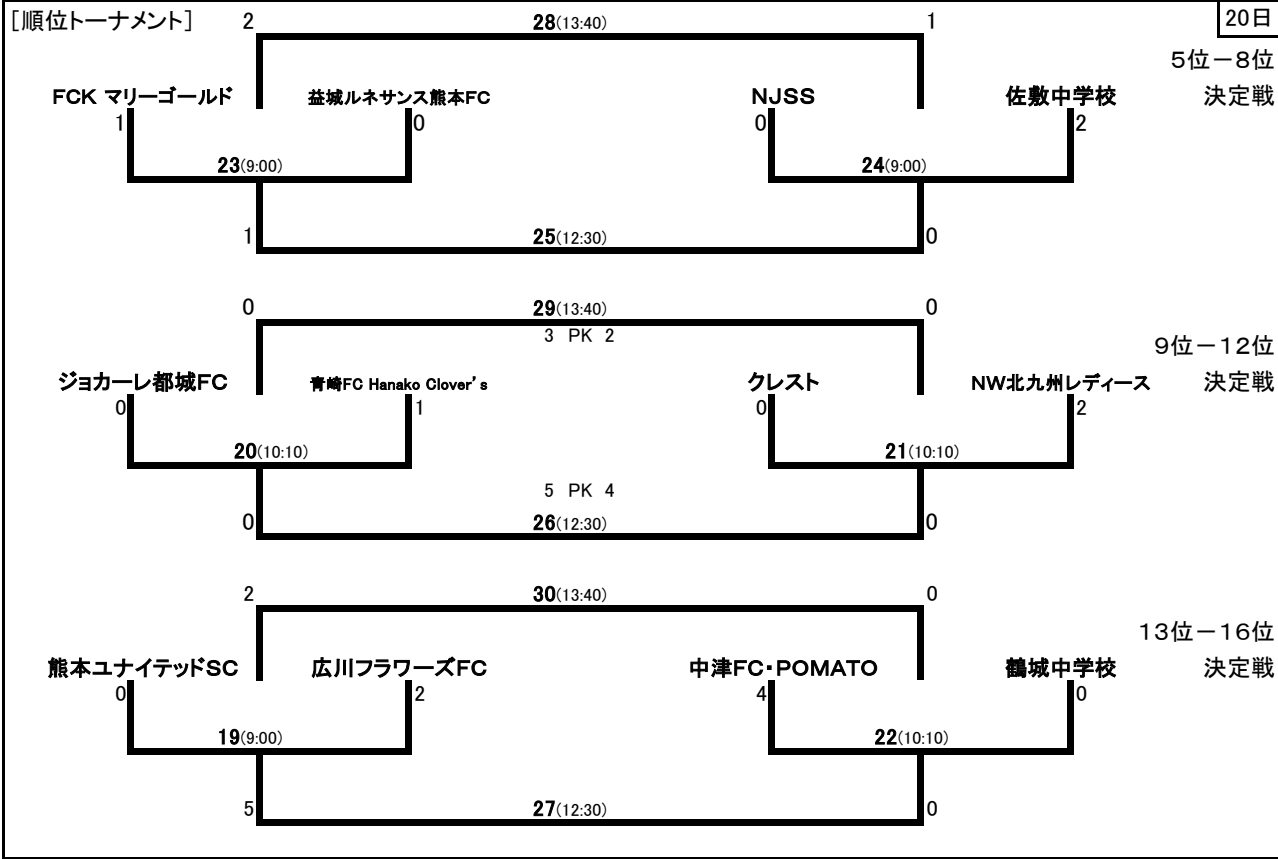 [順位トーナメント] 2 28(13:40) 1 20日
5位－8位
FCK マリーゴールド 益城ルネサンス熊本FC NJSS 佐敷中学校 決定戦
1 0 0 2
23(9:00) 24(9:00)
1 25(12:30) 0
0 29(13:40) 0
3 PK 2
9位－12位
ジョカーレ都城FC 青崎FC Hanako Clover's クレスト NW北九州レディース 決定戦
0 1 0 2
20(10:10) 21(10:10)
5 PK 4
0 26(12:30) 0
2 30(13:40) 0
13位－16位
熊本ユナイテッドSC 広川フラワーズFC 中津FC・POMATO 鶴城中学校 決定戦
0 2 4 0
19(9:00) 22(10:10)
5 27(12:30) 0